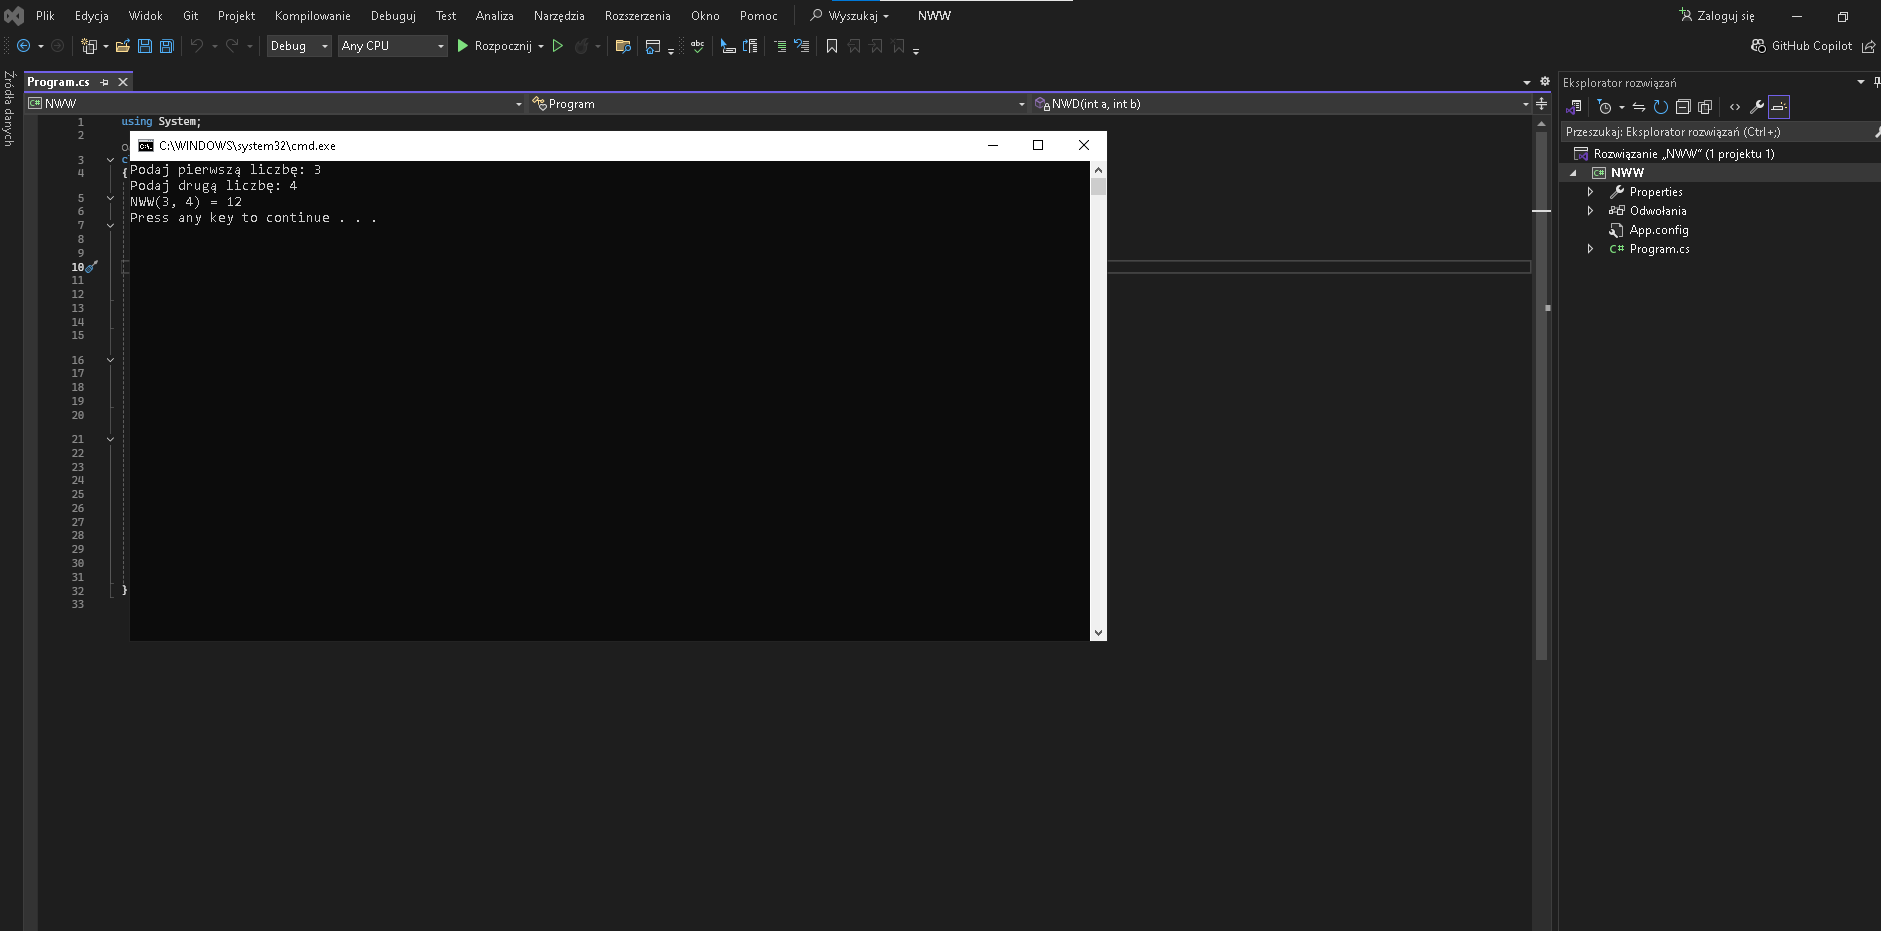 Plik Edycja Widok Git Projekt Kompilowanie Debuguj Test Analiza Narzędzia Rozszerzenia Okno Pomoc Wyszukaj NWW Zaloguj się
Debug Any CPU Rozpocznij abc GitHub Copilot
Źródła danych
Program.cs
C# NWW Program NWD(int a, int b)
1 using System;
2
3 c
4 {
5
6
7
8
9
10
11
12
13
14
15
16
17
18
19
20
21
22
23
24
25
26
27
28
29
30
31
32 }
33
C:\WINDOWS\system32\cmd.exe
Podaj pierwszą liczbę: 3
Podaj drugą liczbę: 4
NWW(3, 4) = 12
Press any key to continue . . .
Eksplorator rozwiązań
Przeszukaj: Eksplorator rozwiązań (Ctrl+;)
Rozwiązanie „NWW” (1 projektu 1)
C# NWW
Properties
Odwołania
App.config
C# Program.cs